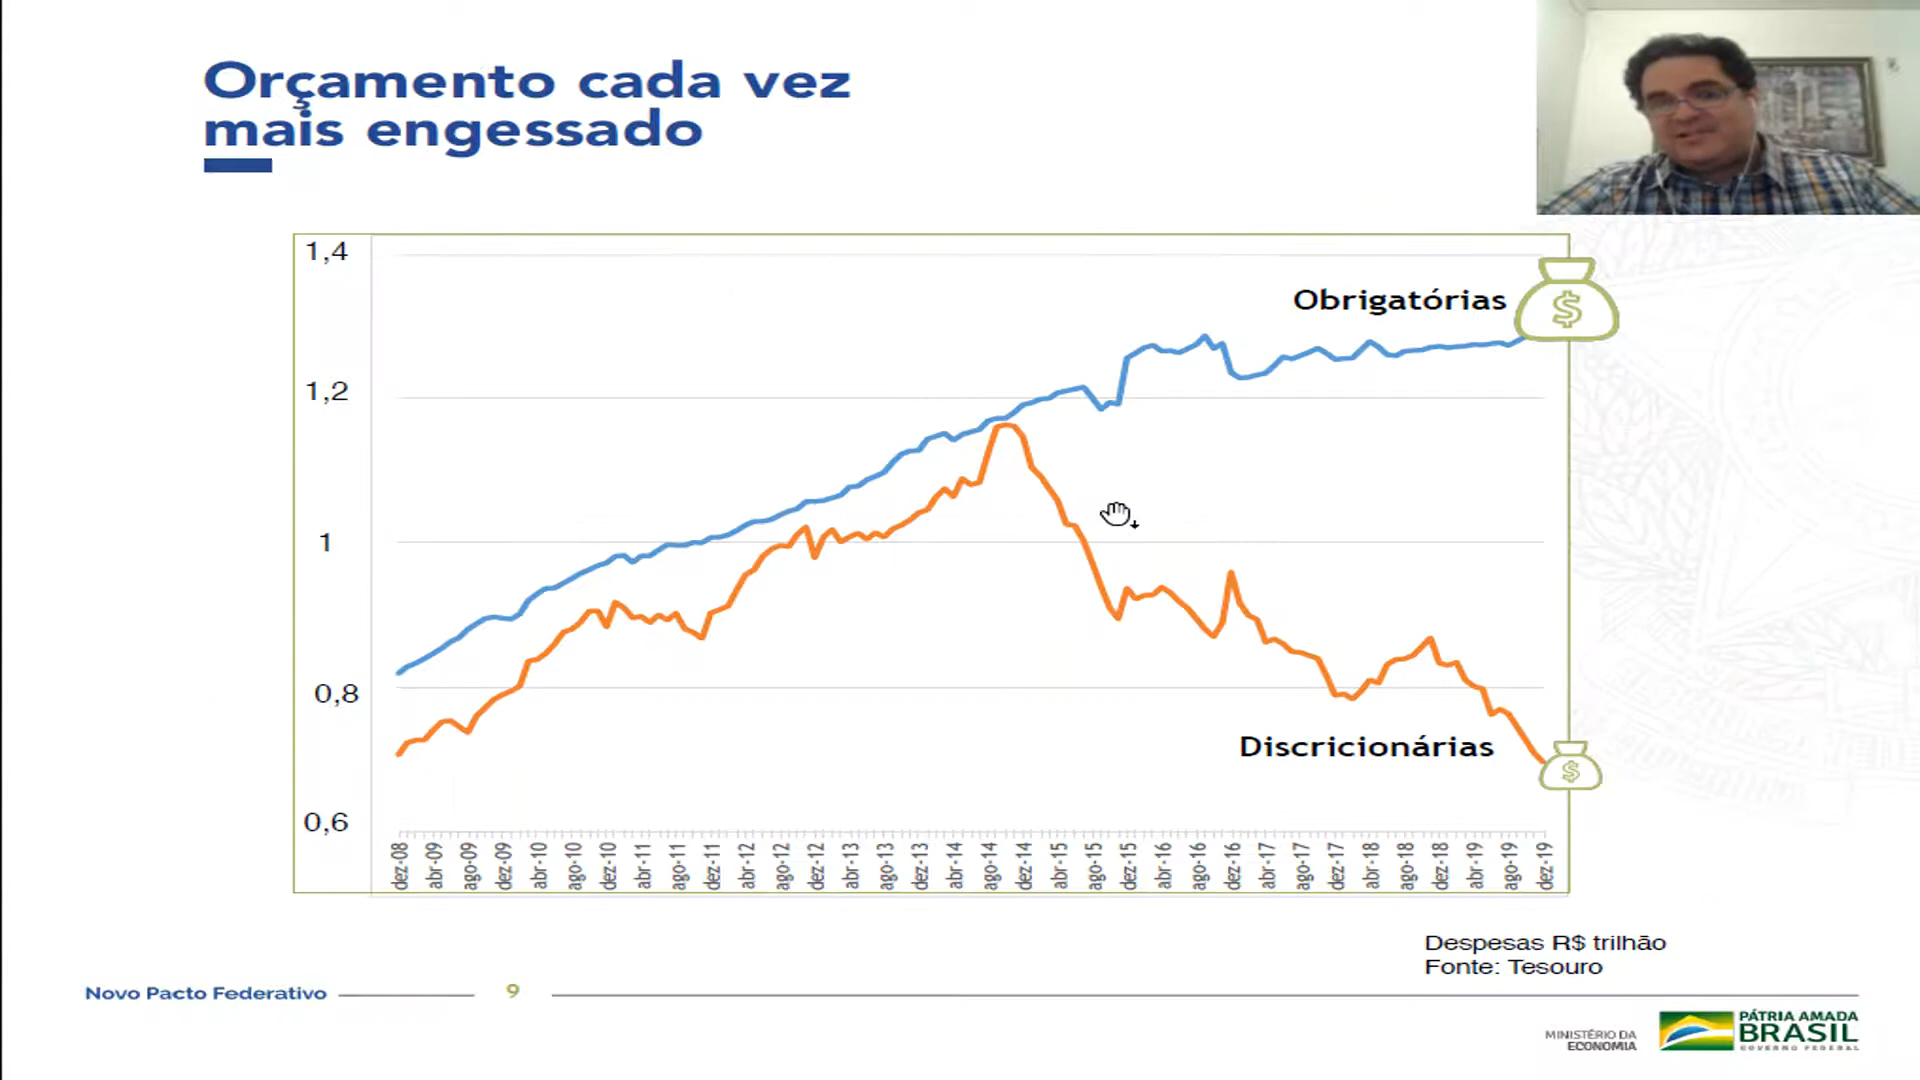 Orçamento cada vez
mais engessado
1,4
1,2
1
0,8
0,6
Obrigatórias
$
Discricionárias
$
dez-08
abr-09
ago-09
dez-09
abr-10
ago-10
dez-10
abr-11
ago-11
dez-11
abr-12
ago-12
dez-12
abr-13
ago-13
dez-13
abr-14
ago-14
dez-14
abr-15
ago-15
dez-15
abr-16
ago-16
dez-16
abr-17
ago-17
dez-17
abr-18
ago-18
dez-18
abr-19
ago-19
dez-19
Despesas R$ trilhão
Fonte: Tesouro
Novo Pacto Federativo
9
MINISTÉRIO DA
ECONOMIA
PÁTRIA AMADA
BRASIL
GOVERNO FEDERAL